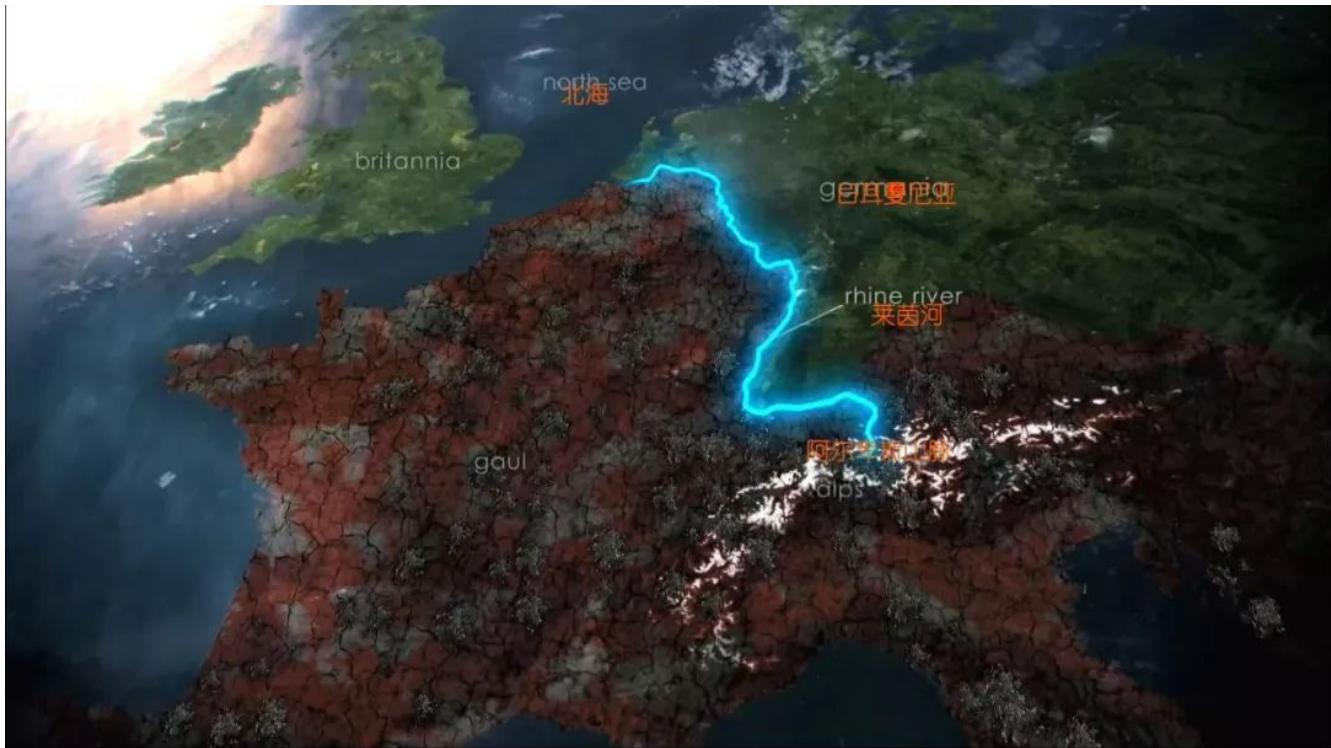 north sea
北海
britannia
germania
日耳曼尼亚
rhine river
莱茵河
gaul
阿尔卑斯山脉
alps